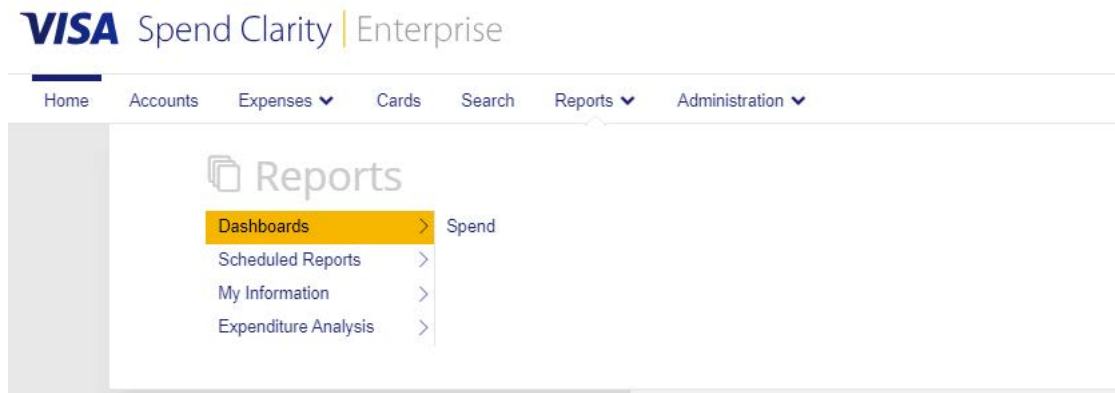 VISA Spend Clarity | Enterprise
Home Accounts Expenses Cards Search Reports Administration
Reports
Dashboards Spend
Scheduled Reports
My Information
Expenditure Analysis